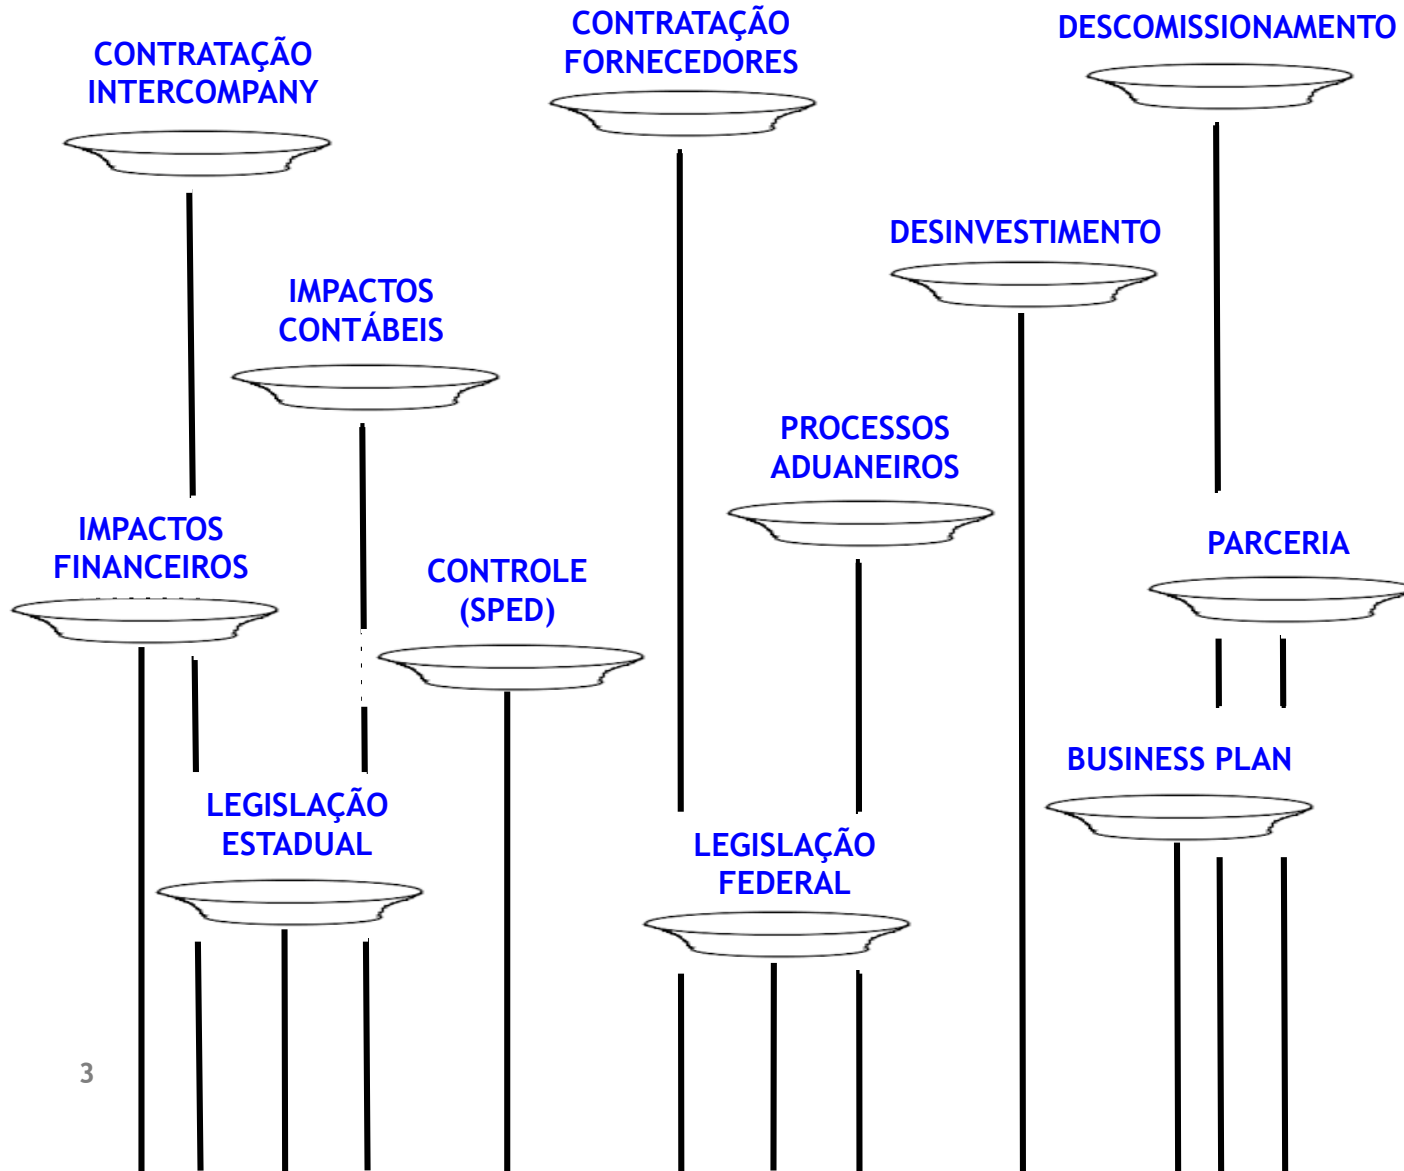 CONTRATAÇÃO
INTERCOMPANY
CONTRATAÇÃO
FORNECEDORES
DESCOMISSIONAMENTO
DESINVESTIMENTO
IMPACTOS
CONTÁBEIS
PROCESSOS
ADUANEIROS
IMPACTOS
FINANCEIROS
CONTROLE
(SPED)
PARCERIA
BUSINESS PLAN
LEGISLAÇÃO
ESTADUAL
LEGISLAÇÃO
FEDERAL
3